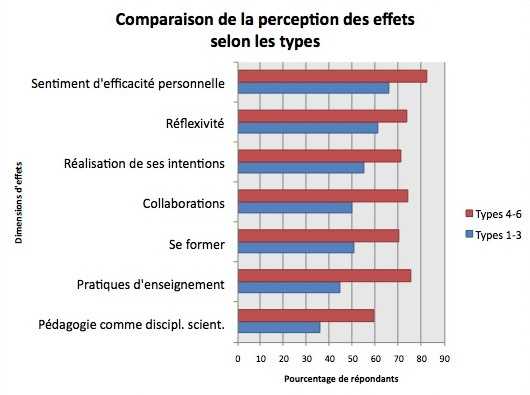 Comparaison de la perception des effets
selon les types
Sentiment d'efficacité personnelle
Réflexivité
Réalisation de ses intentions
Collaborations
Se former
Pratiques d'enseignement
Pédagogie comme discipl. scient.
Dimensions d'effets
Types 4-6
Types 1-3
0 10 20 30 40 50 60 70 80 90
Pourcentage de répondants